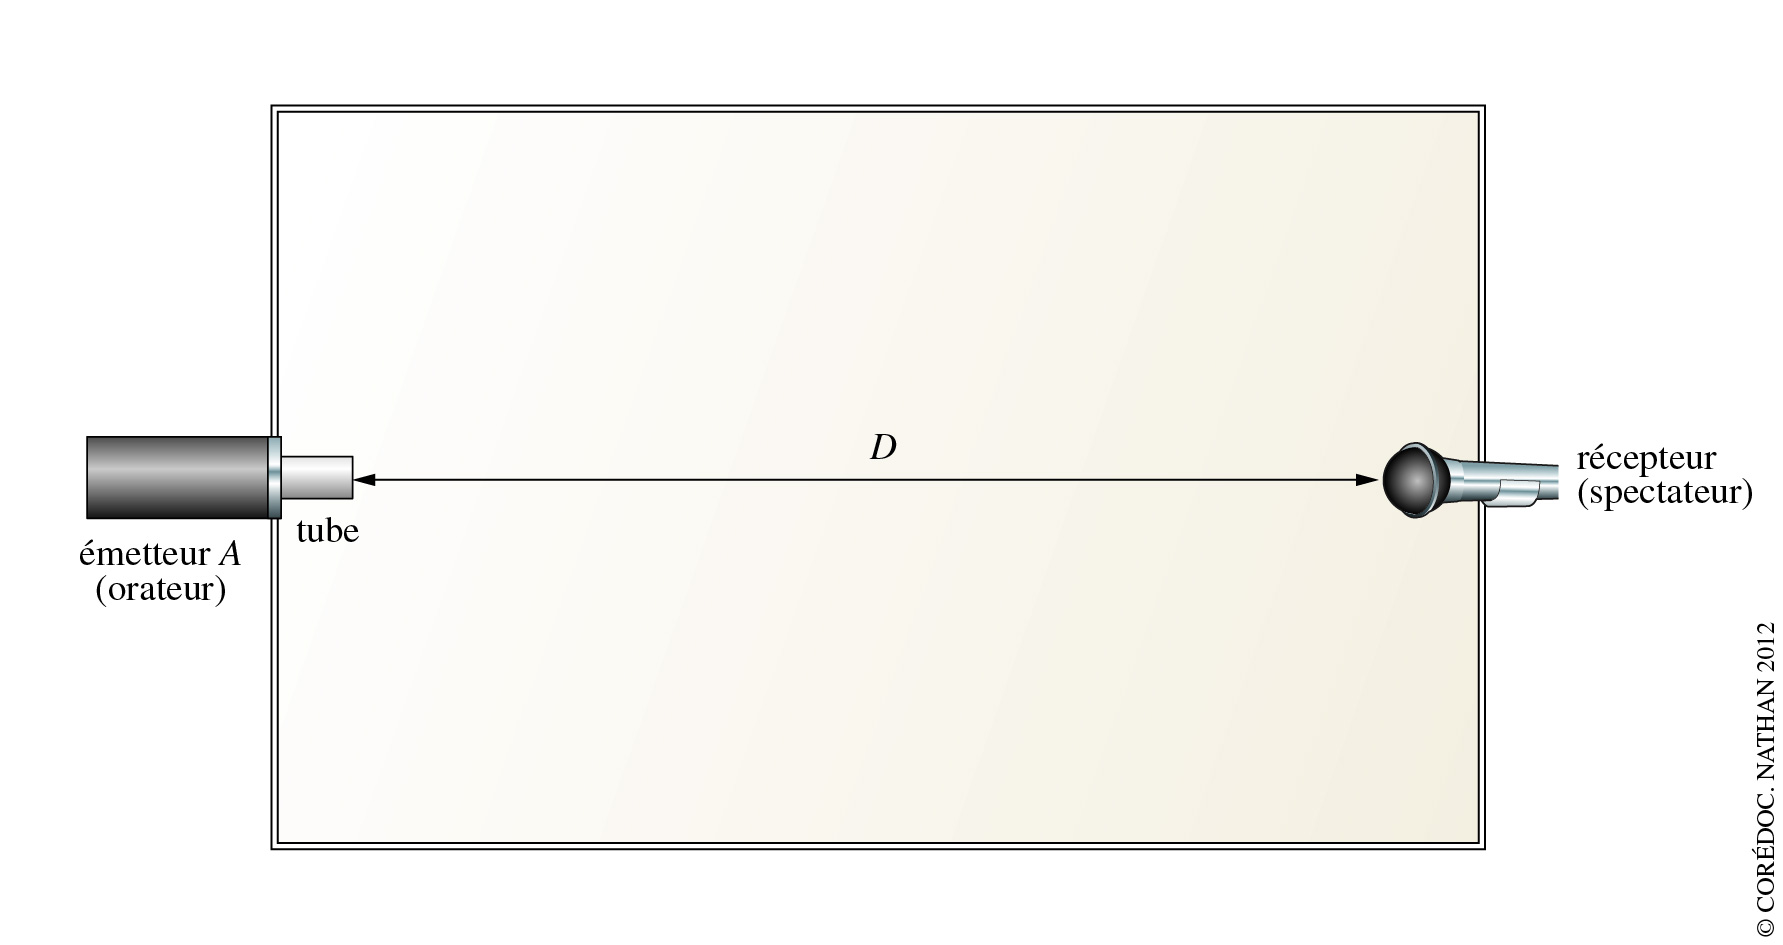 D
récepteur
(spectateur)
tube
émetteur A
(orateur)
© CORÉDOC. NATHAN 2012